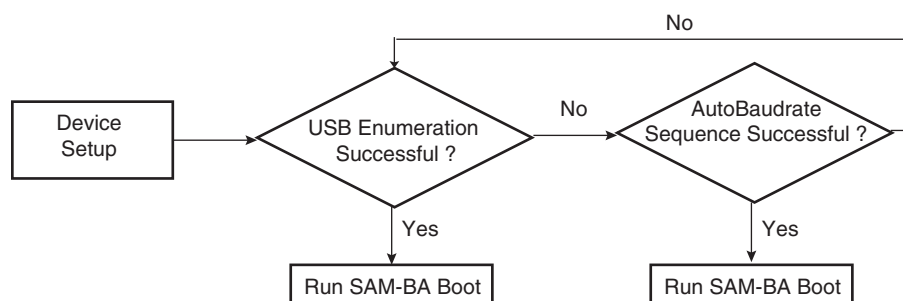 No
Device
Setup
USB Enumeration
Successful ?
No
AutoBaudrate
Sequence Successful ?
Yes
Yes
Run SAM-BA Boot
Run SAM-BA Boot